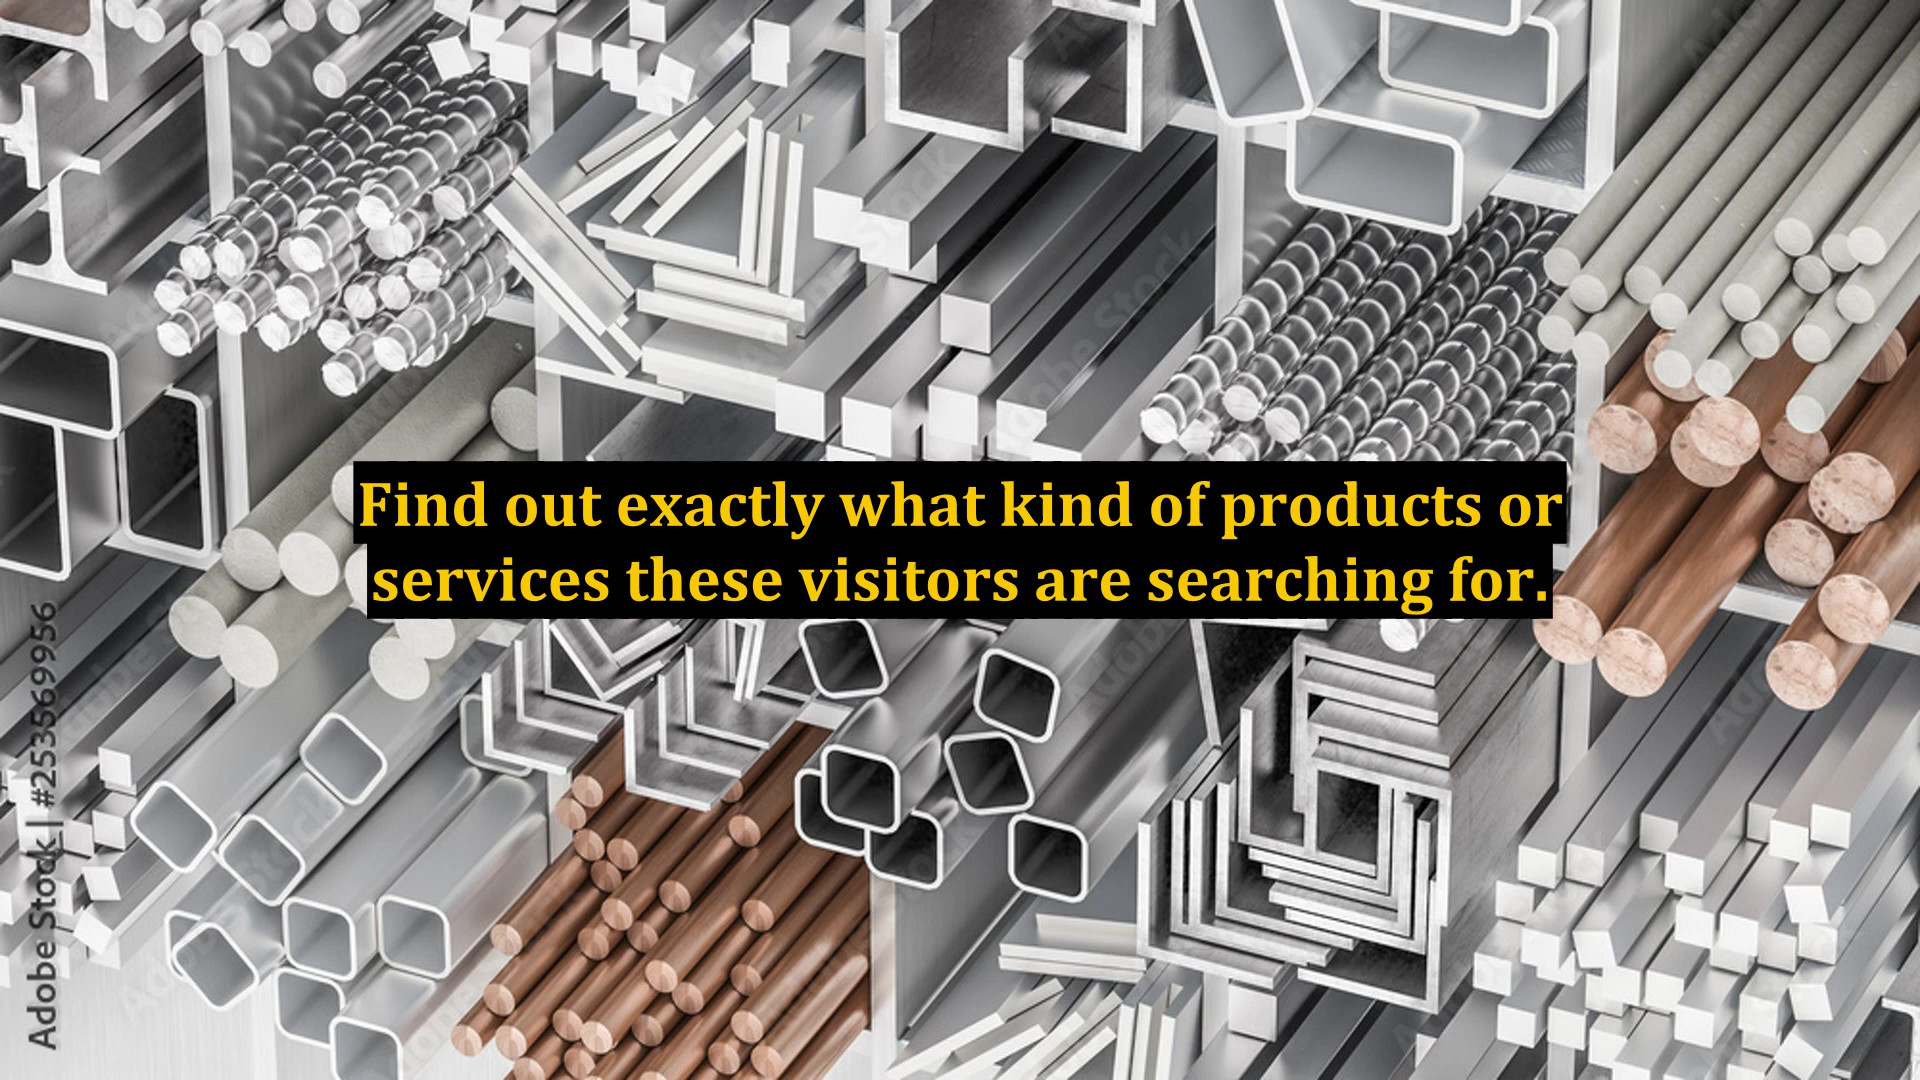 Find out exactly what kind of products or
services these visitors are searching for.
Adobe Stock | #253569956